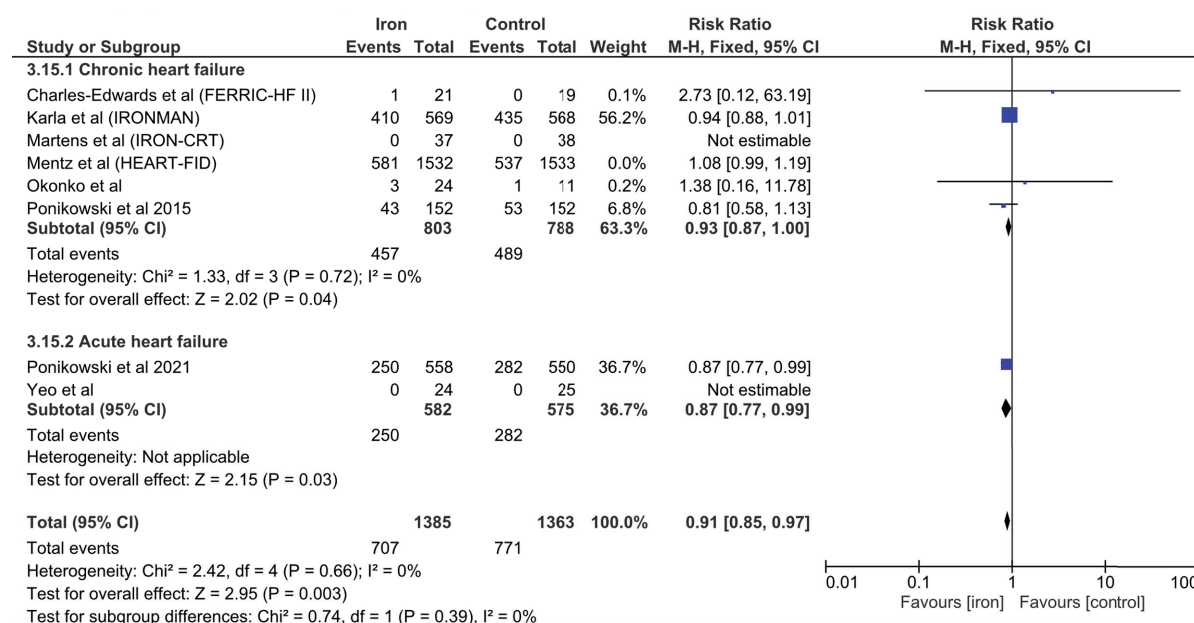 Iron Control Risk Ratio Risk Ratio
Study or Subgroup Events Total Events Total Weight M-H, Fixed, 95% CI M-H, Fixed, 95% CI
3.15.1 Chronic heart failure
Charles-Edwards et al (FERRIC-HF II) 1 21 0 19 0.1% 2.73 [0.12, 63.19]
Karla et al (IRONMAN) 410 569 435 568 56.2% 0.94 [0.88, 1.01]
Martens et al (IRON-CRT) 0 37 0 38 Not estimable
Mentz et al (HEART-FID) 581 1532 537 1533 0.0% 1.08 [0.99, 1.19]
Okonko et al 3 24 1 11 0.2% 1.38 [0.16, 11.78]
Ponikowski et al 2015 43 152 53 152 6.8% 0.81 [0.58, 1.13]
Subtotal (95% CI) 803 788 63.3% 0.93 [0.87, 1.00]
Total events 457 489
Heterogeneity: Chi² = 1.33, df = 3 (P = 0.72); I² = 0%
Test for overall effect: Z = 2.02 (P = 0.04)
3.15.2 Acute heart failure
Ponikowski et al 2021 250 558 282 550 36.7% 0.87 [0.77, 0.99]
Yeo et al 0 24 0 25 Not estimable
Subtotal (95% CI) 582 575 36.7% 0.87 [0.77, 0.99]
Total events 250 282
Heterogeneity: Not applicable
Test for overall effect: Z = 2.15 (P = 0.03)
Total (95% CI) 1385 1363 100.0% 0.91 [0.85, 0.97]
Total events 707 771
Heterogeneity: Chi² = 2.42, df = 4 (P = 0.66); I² = 0%
Test for overall effect: Z = 2.95 (P = 0.003)
Test for subgroup differences: Chi² = 0.74, df = 1 (P = 0.39), I² = 0%
0.01 0.1 1 10 100
Favours [iron] Favours [control]